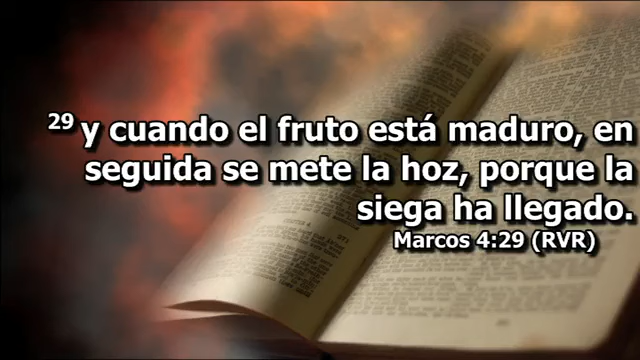 29 y cuando el fruto está maduro, en
seguida se mete la hoz, porque la
siega ha llegado.
Marcos 4:29 (RVR)